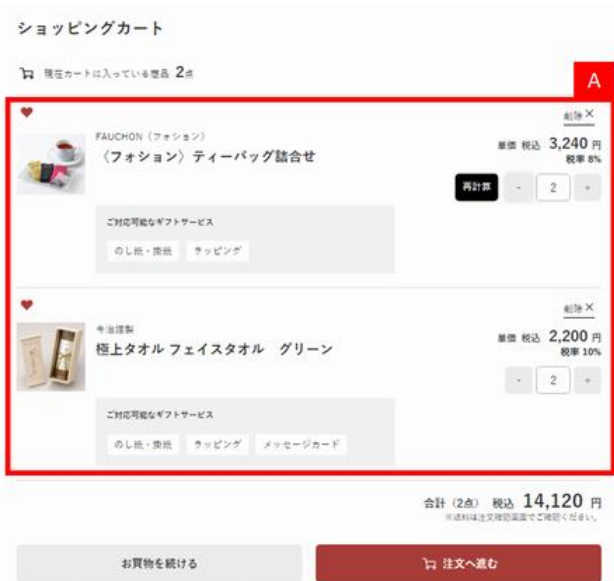 ショッピングカート
現在カートに入っている商品 2点
A
削除×
FAUCHON（フォション）
〈フォション〉ティーバッグ詰合せ
単価 税込 3,240 円
税率 8%
再計算 - 2 +
ご対応可能なギフトサービス
のし紙・掛紙 ラッピング
削除×
今治謹製
極上タオル フェイスタオル　グリーン
単価 税込 2,200 円
税率 10%
- 2 +
ご対応可能なギフトサービス
のし紙・掛紙 ラッピング メッセージカード
合計（2点） 税込 14,120 円
※送料は注文確認画面でご確認ください。
お買物を続ける
注文へ進む